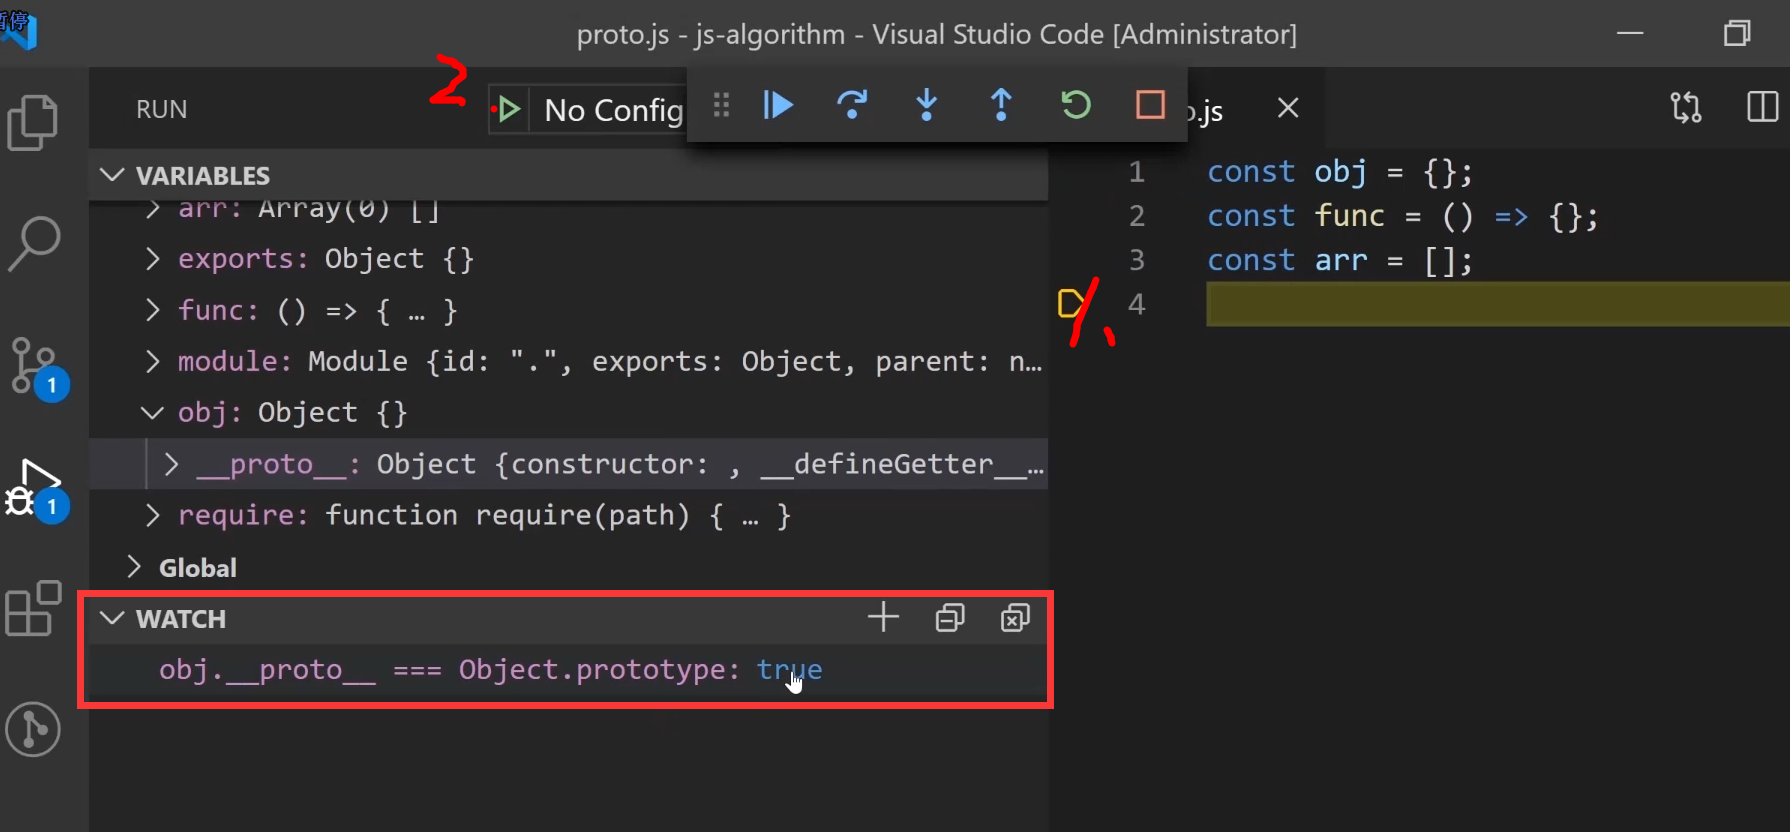 暂停
proto.js - js-algorithm - Visual Studio Code [Administrator]
2
RUN
No Config
o.js
VARIABLES
arr: Array(0) []
exports: Object {}
func: () => { … }
module: Module {id: ".", exports: Object, parent: n…
obj: Object {}
__proto__: Object {constructor: , __defineGetter__…
require: function require(path) { … }
Global
WATCH
obj.__proto__ === Object.prototype: true
1
1
1 const obj = {};
2 const func = () => {};
3 const arr = [];
1.
4